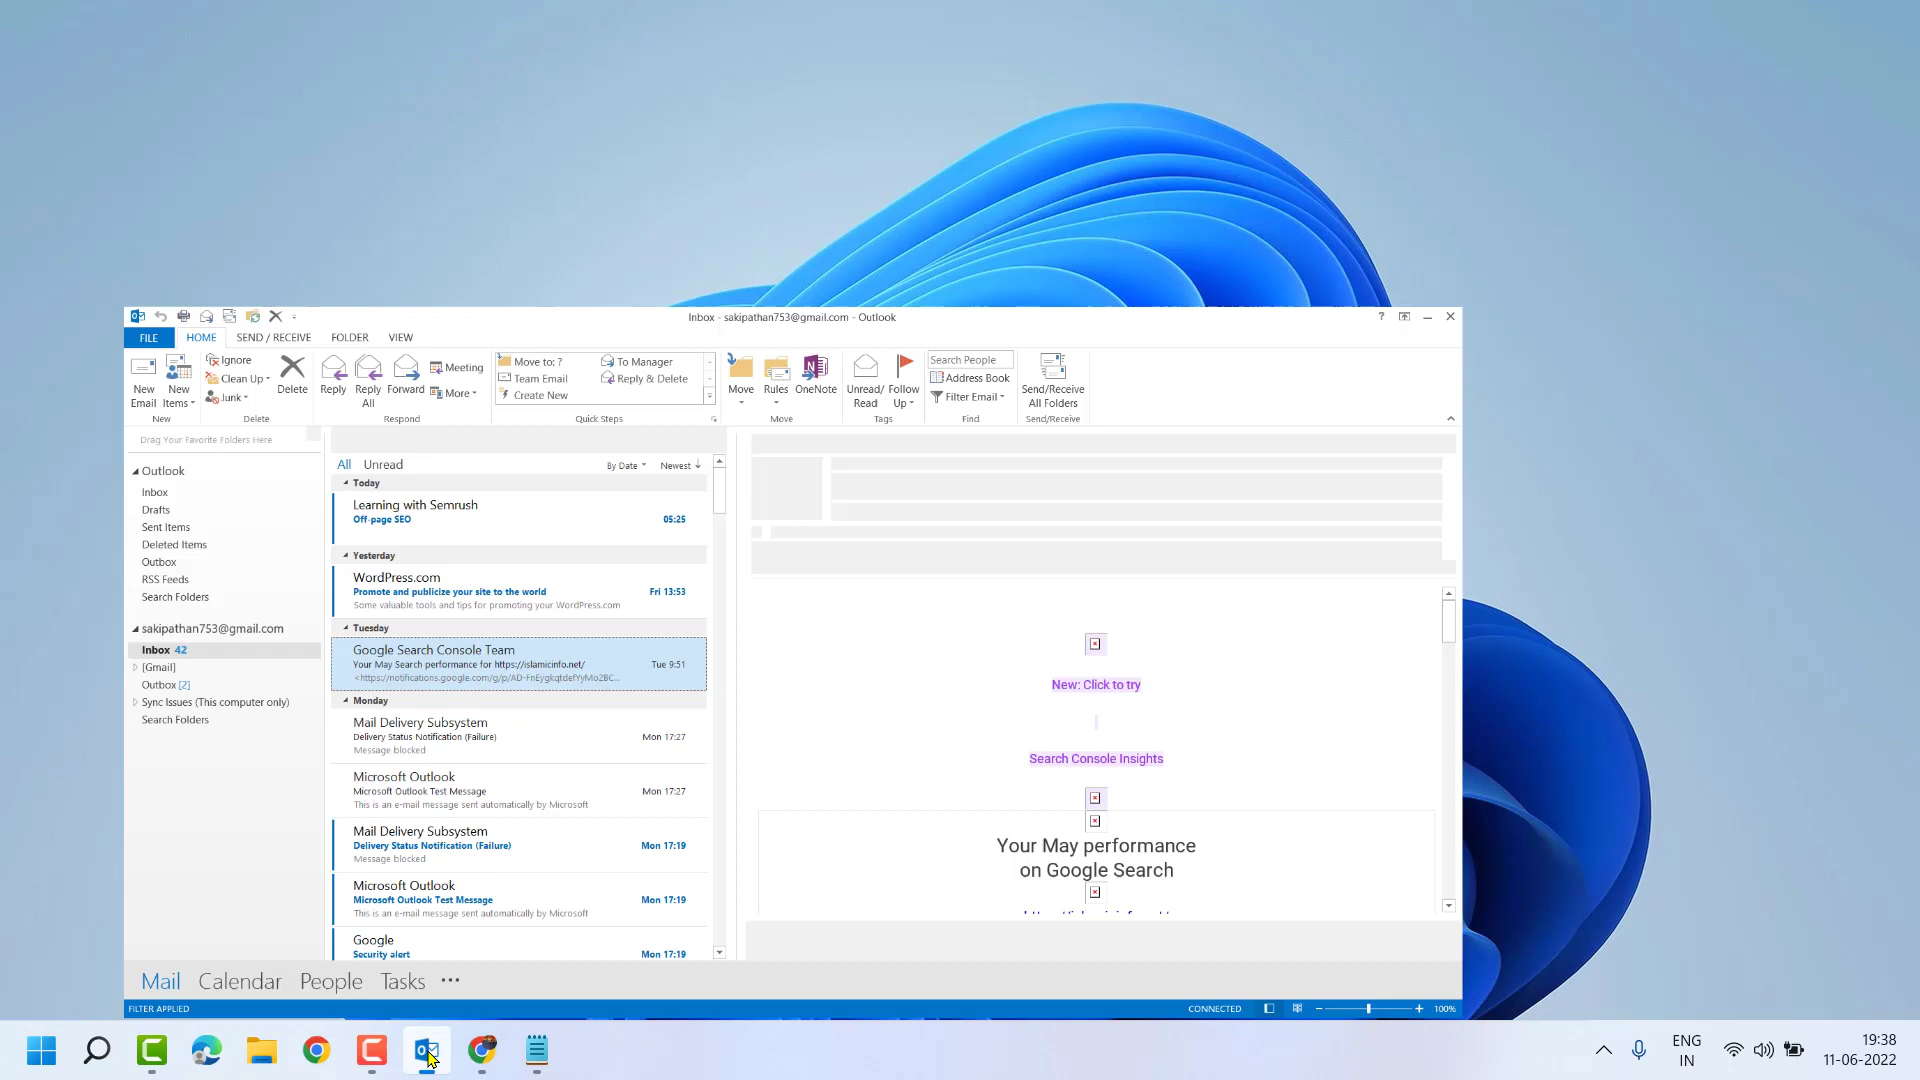 Inbox - sakipathan753@gmail.com - Outlook
?
FILE HOME SEND / RECEIVE FOLDER VIEW
New Email
New Items
Ignore
Clean Up
Junk
Delete
Reply
Reply All
Forward
Meeting
More
Move to: ?
Team Email
Create New
To Manager
Reply & Delete
Move
Rules
OneNote
Unread/ Read
Follow Up
Search People
Address Book
Filter Email
Send/Receive All Folders
New
Delete
Respond
Quick Steps
Move
Tags
Find
Send/Receive
Drag Your Favorite Folders Here
Outlook
Inbox
Drafts
Sent Items
Deleted Items
Outbox
RSS Feeds
Search Folders
sakipathan753@gmail.com
Inbox 42
[Gmail]
Outbox [2]
Sync Issues (This computer only)
Search Folders
All Unread
By Date Newest
Today
Learning with Semrush
Off-page SEO 05:25
Yesterday
WordPress.com
Promote and publicize your site to the world Fri 13:53
Some valuable tools and tips for promoting your WordPress.com
Tuesday
Google Search Console Team
Your May Search performance for https://islamicinfo.net/ Tue 9:51
<https://notifications.google.com/g/p/AD-FnEygkqtdefYyMo2BC...
Monday
Mail Delivery Subsystem
Delivery Status Notification (Failure) Mon 17:27
Message blocked
Microsoft Outlook
Microsoft Outlook Test Message Mon 17:27
This is an e-mail message sent automatically by Microsoft
Mail Delivery Subsystem
Delivery Status Notification (Failure) Mon 17:19
Message blocked
Microsoft Outlook
Microsoft Outlook Test Message Mon 17:19
This is an e-mail message sent automatically by Microsoft
Google
Security alert Mon 17:19
New: Click to try
Search Console Insights
Your May performance
on Google Search
Mail Calendar People Tasks
FILTER APPLIED
CONNECTED
100%
ENG
IN
19:38
11-06-2022